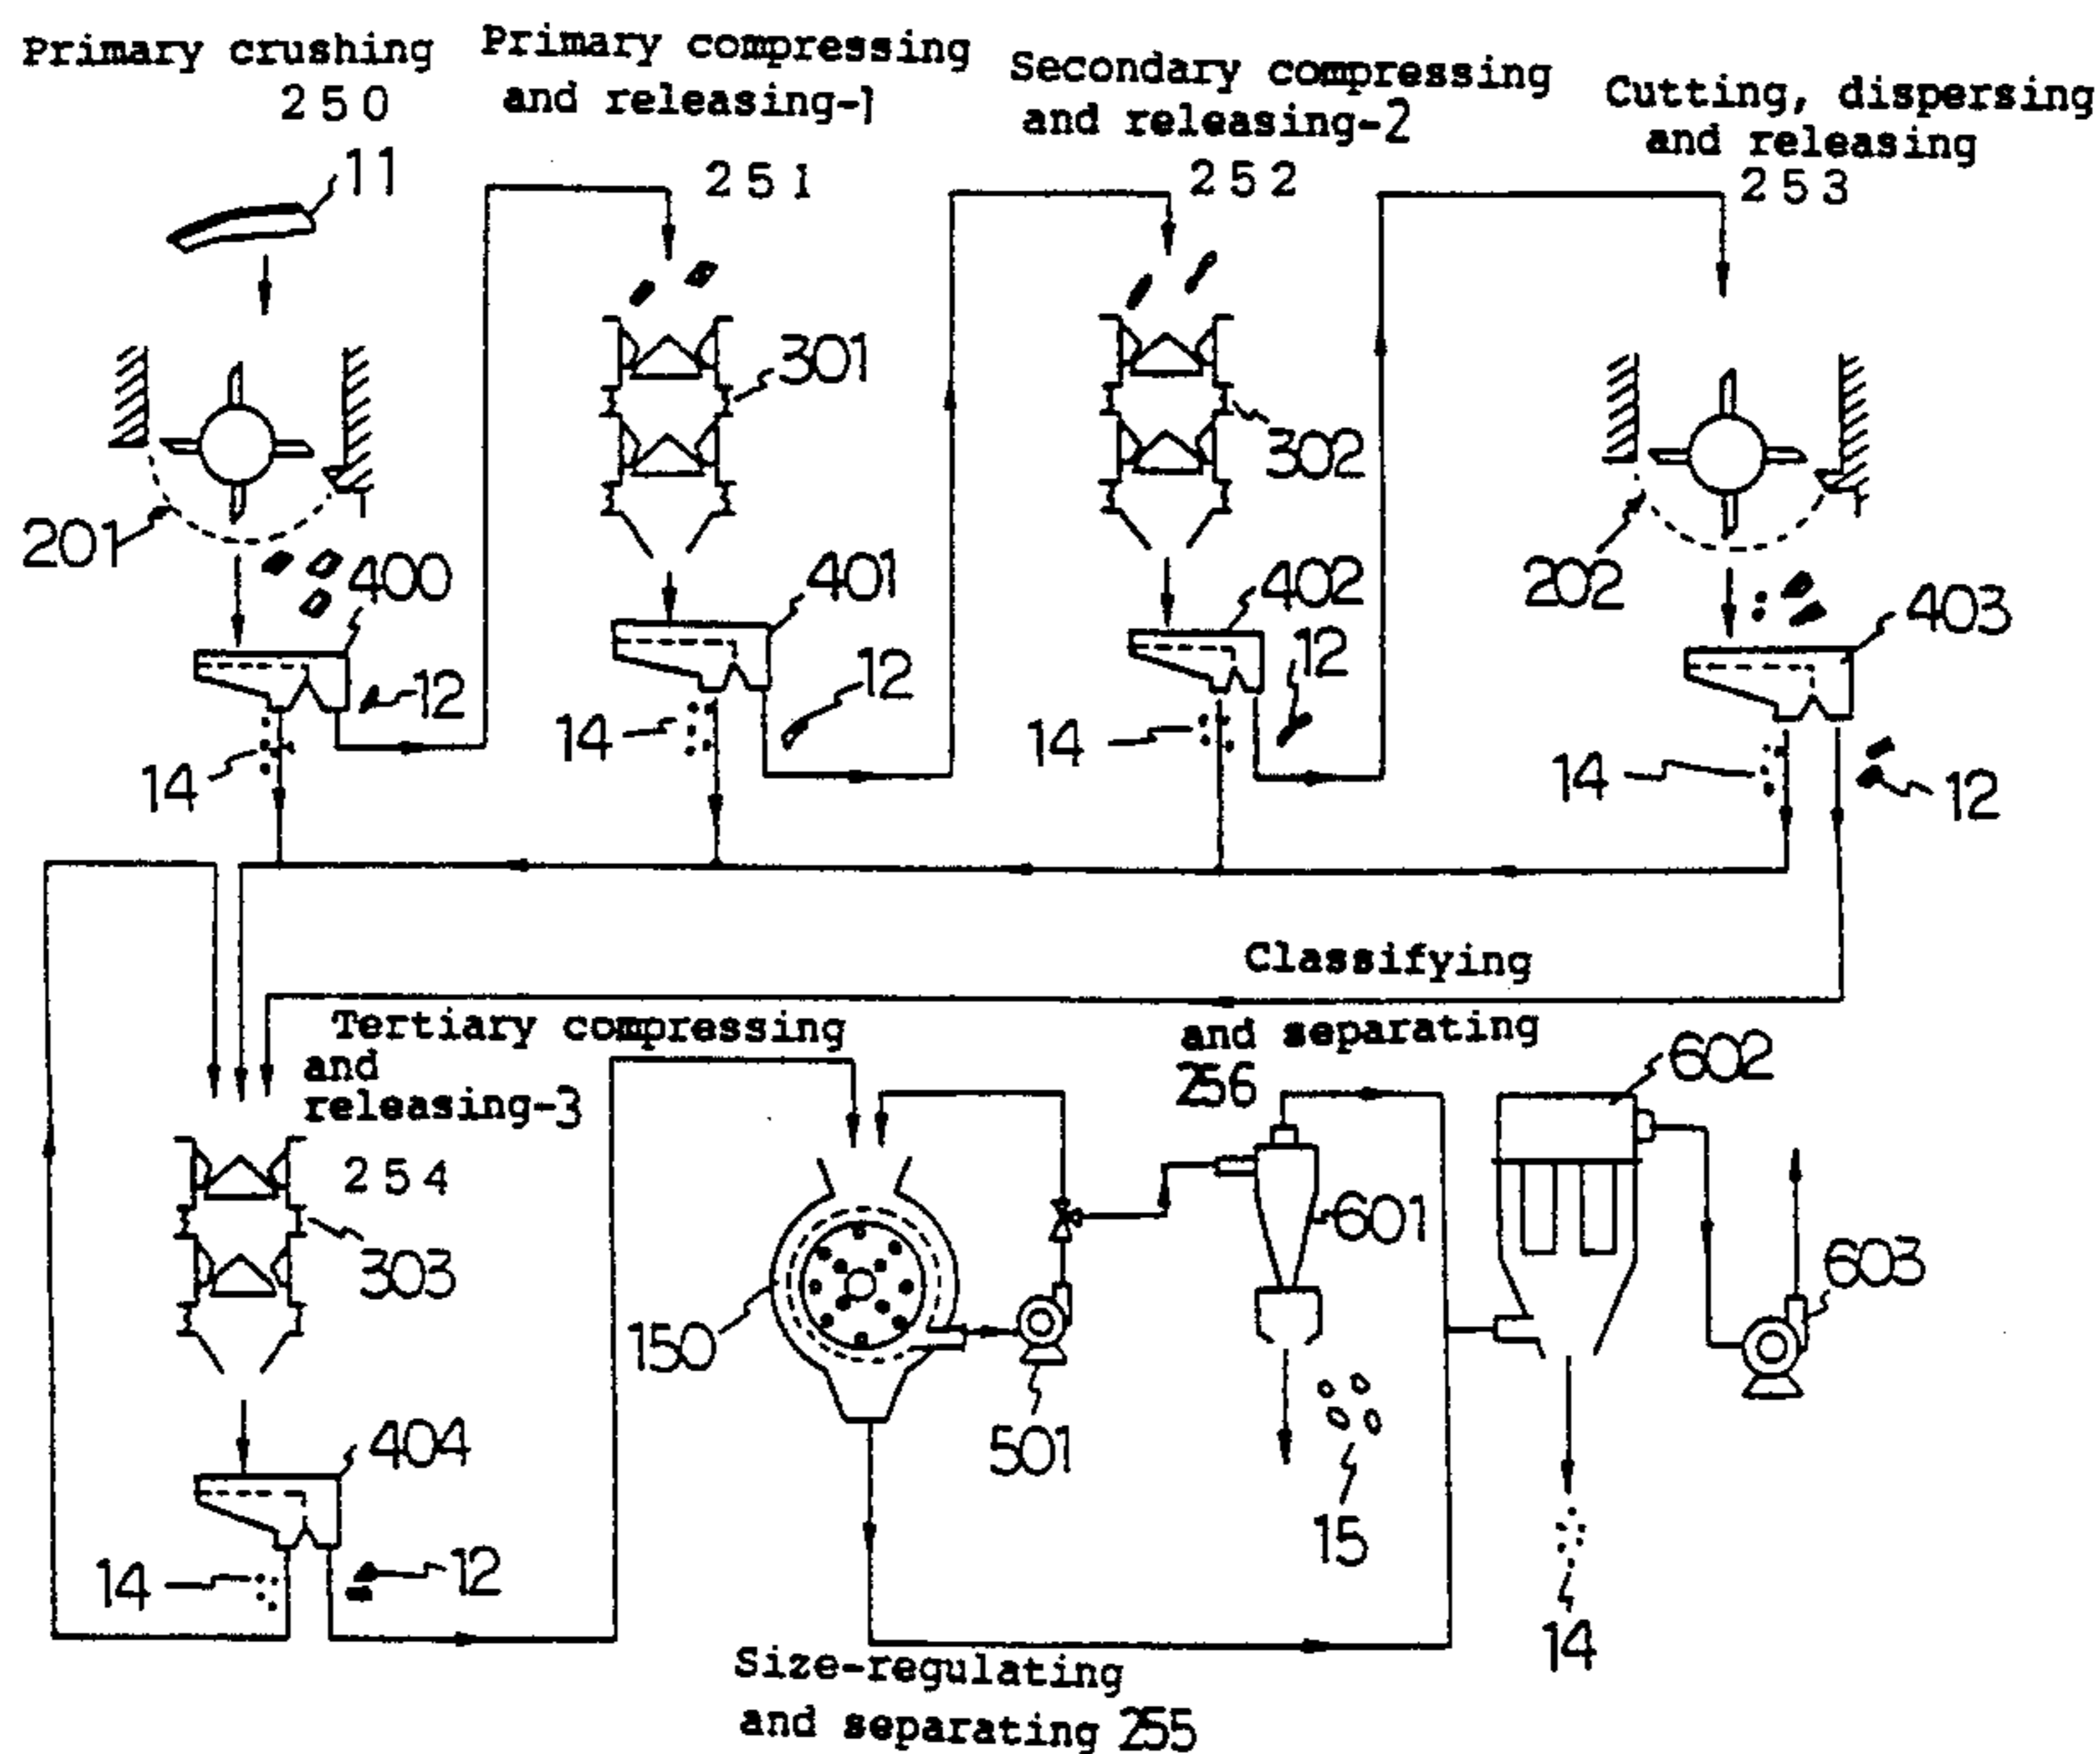 Primary crushing
250
Primary compressing
and releasing-1
251
Secondary compressing
and releasing-2
252
Cutting, dispersing
and releasing
253
11
301
302
201
400
401
402
202
403
12
12
12
12
14
14
14
14
Classifying
and separating
256
Tertiary compressing
and
releasing-3
254
602
303
601
603
150
501
404
15
14
12
14
Size-regulating
and separating 255